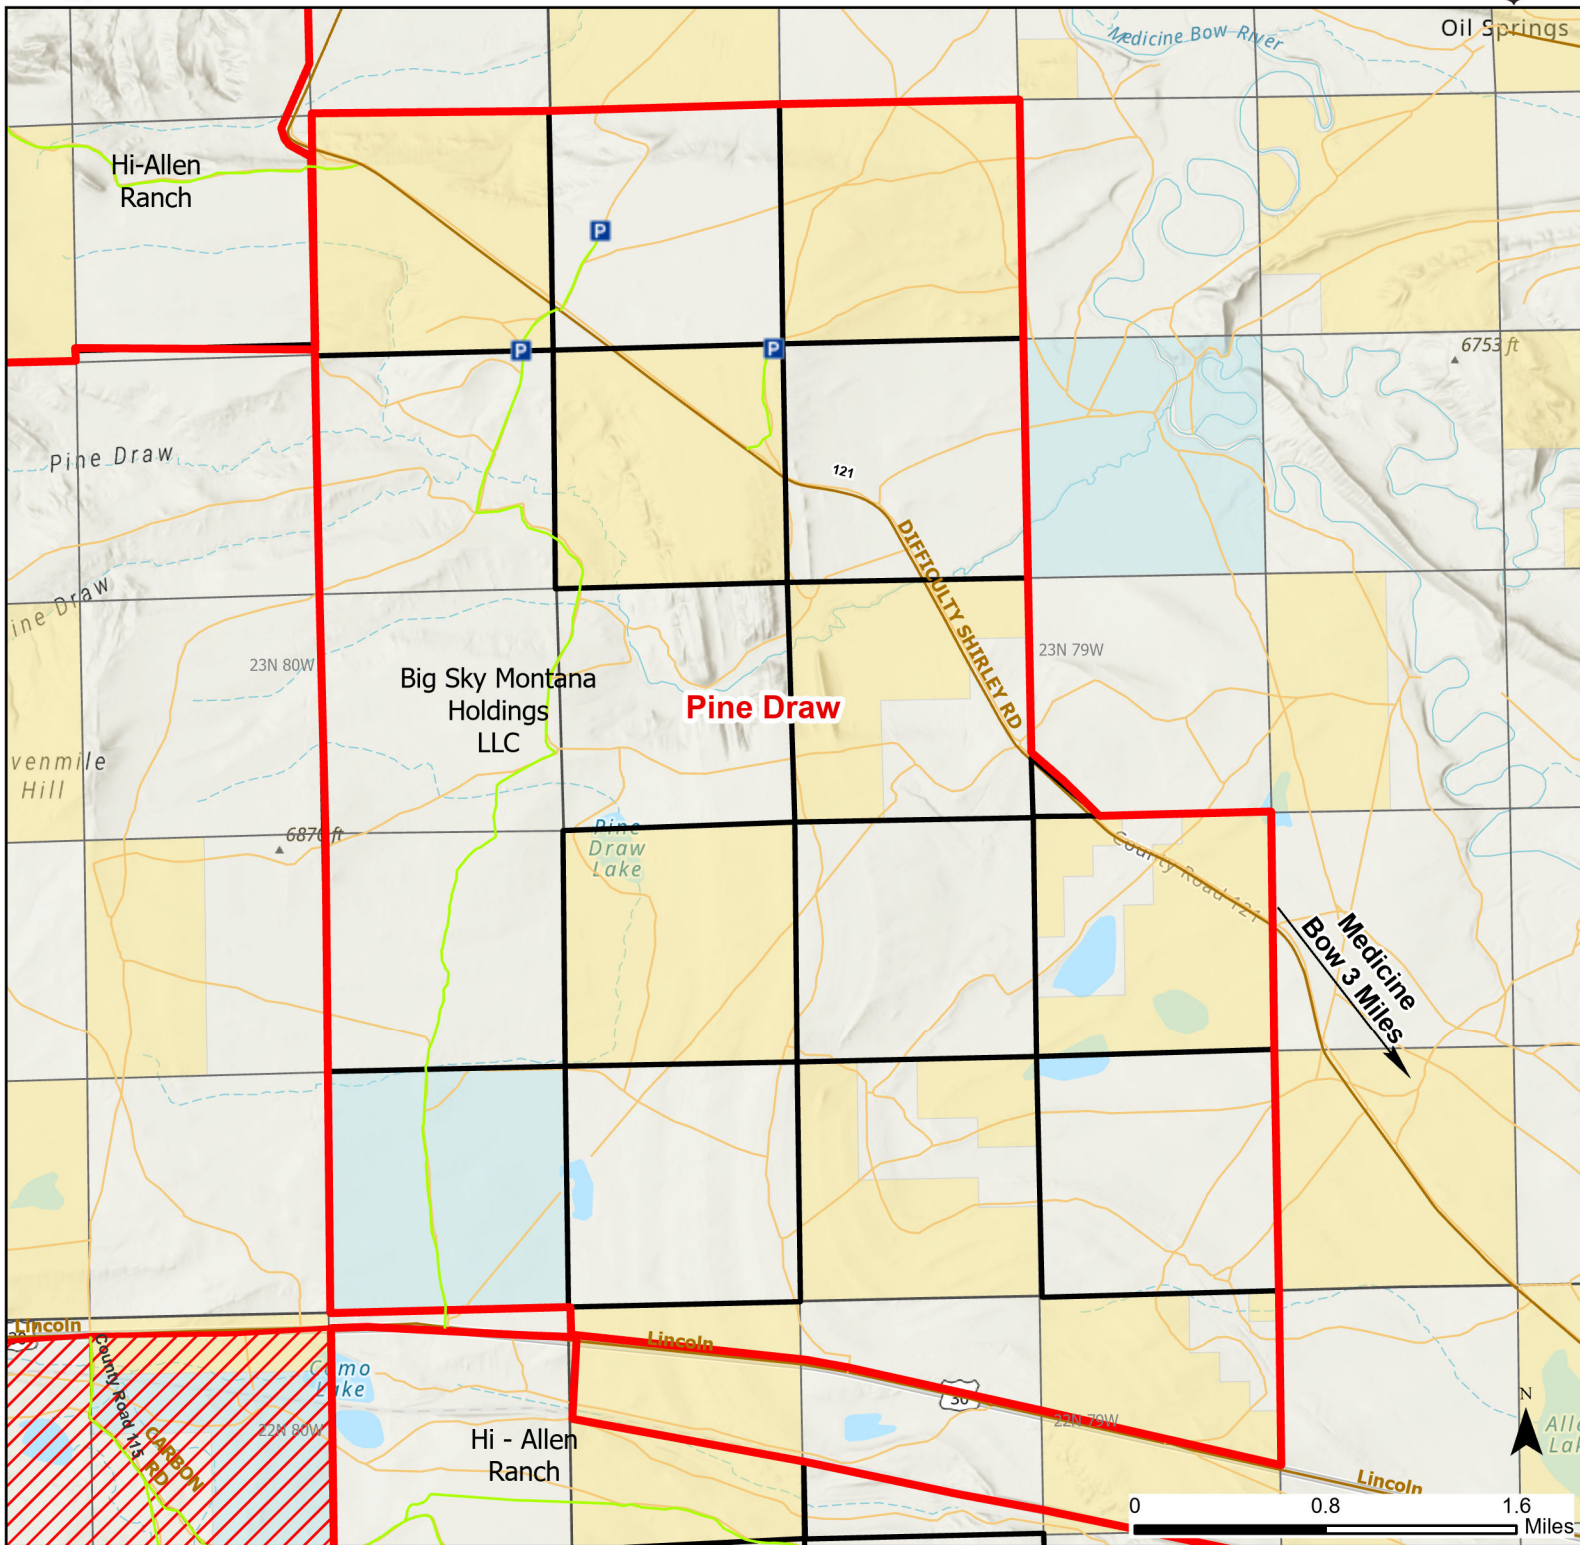 Oil Springs
Medicine Bow River
Hi-Allen
Ranch
P
P
P
6753 ft
Pine Draw
121
DIFFICULTY SHIRLEY RD
ine Draw
23N 80W
23N 79W
Big Sky Montana
Holdings
LLC
Pine Draw
venmile
Hill
6876 ft
Pine
Draw
Lake
County Road 121
Medicine
Bow 3 Miles
Lincoln
30
Lincoln
County Road 115
Como
Lake
30
22N 80W
22N 79W
CARBON
RD
Hi - Allen
Ranch
N
Alle
Lak
Lincoln
0 0.8 1.6
Miles